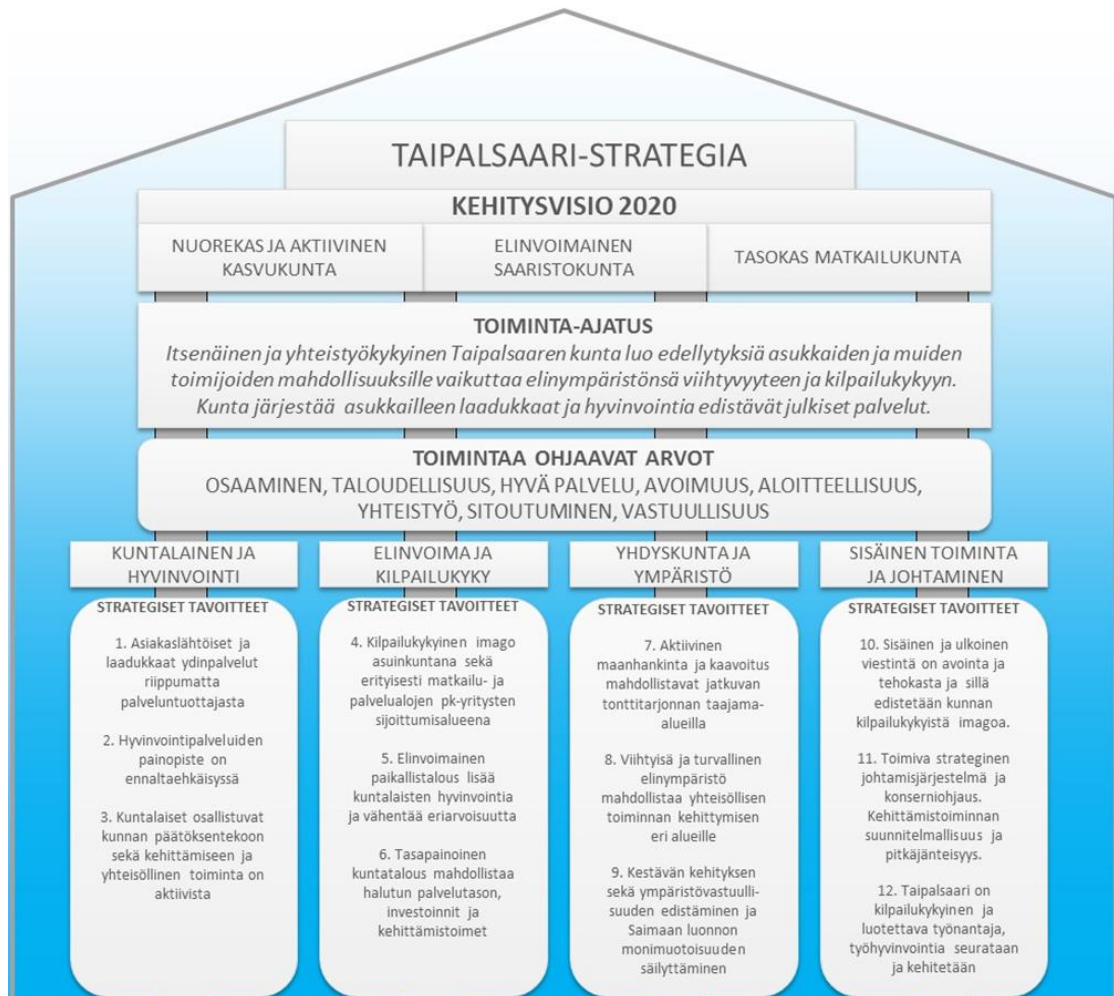 TAIPALSAARI-STRATEGIA
KEHITYSVISIO 2020
NUOREKAS JA AKTIIVINEN
KASVUKUNTA
ELINVOIMAINEN
SAARISTOKUNTA
TASOKAS MATKAILUKUNTA
TOIMINTA-AJATUS
Itsenäinen ja yhteistyökykyinen Taipalsaaren kunta luo edellytyksiä asukkaiden ja muiden
toimijoiden mahdollisuuksille vaikuttaa elinympäristönsä viihtyvyyteen ja kilpailukykyyn.
Kunta järjestää asukkailleen laadukkaat ja hyvinvointia edistävät julkiset palvelut.
TOIMINTAA OHJAAVAT ARVOT
OSAAMINEN, TALOUDELLISUUS, HYVÄ PALVELU, AVOIMUUS, ALOITTEELLISUUS,
YHTEISTYÖ, SITOUTUMINEN, VASTUULLISUUS
KUNTALAINEN JA
HYVINVOINTI
STRATEGISET TAVOITTEET
1. Asiakaslähtöiset ja
laadukkaat ydinpalvelut
riippumatta
palveluntuottajasta
2. Hyvinvointipalveluiden
painopiste on
ennaltaehkäisyssä
3. Kuntalaiset osallistuvat
kunnan päätöksentekoon
sekä kehittämiseen ja
yhteisöllinen toiminta on
aktiivista
ELINVOIMA JA
KILPAILUKYKY
STRATEGISET TAVOITTEET
4. Kilpailukykyinen imago
asuinkuntana sekä
erityisesti matkailu- ja
palvelualojen pk-yritysten
sijoittumisalueena
5. Elinvoimainen
paikallistalous lisää
kuntalaisten hyvinvointia
ja vähentää eriarvoisuutta
6. Tasapainoinen
kuntatalous mahdollistaa
halutun palvelutason,
investoinnit ja
kehittämistoimet
YHDYSKUNTA JA
YMPÄRISTÖ
STRATEGISET TAVOITTEET
7. Aktiivinen
maanhankinta ja kaavoitus
mahdollistavat jatkuvan
tonttitarjonnan taajama-
alueilla
8. Viihtyisä ja turvallinen
elinympäristö
mahdollistaa yhteisöllisen
toiminnan kehittymisen
eri alueille
9. Kestävän kehityksen
sekä ympäristövastuulli-
suuden edistäminen ja
Saimaan luonnon
monimuotoisuuden
säilyttäminen
SISÄINEN TOIMINTA
JA JOHTAMINEN
STRATEGISET TAVOITTEET
10. Sisäinen ja ulkoinen
viestintä on avointa ja
tehokasta ja sillä
edistetään kunnan
kilpailukykyistä imagoa.
11. Toimiva strateginen
johtamisjärjestelmä ja
konserniohjaus.
Kehittämistoiminnan
suunnitelmallisuus ja
pitkäjänteisyys.
12. Taipalsaari on
kilpailukykyinen ja
luotettava työnantaja,
työhyvinvointia seurataan
ja kehitetään